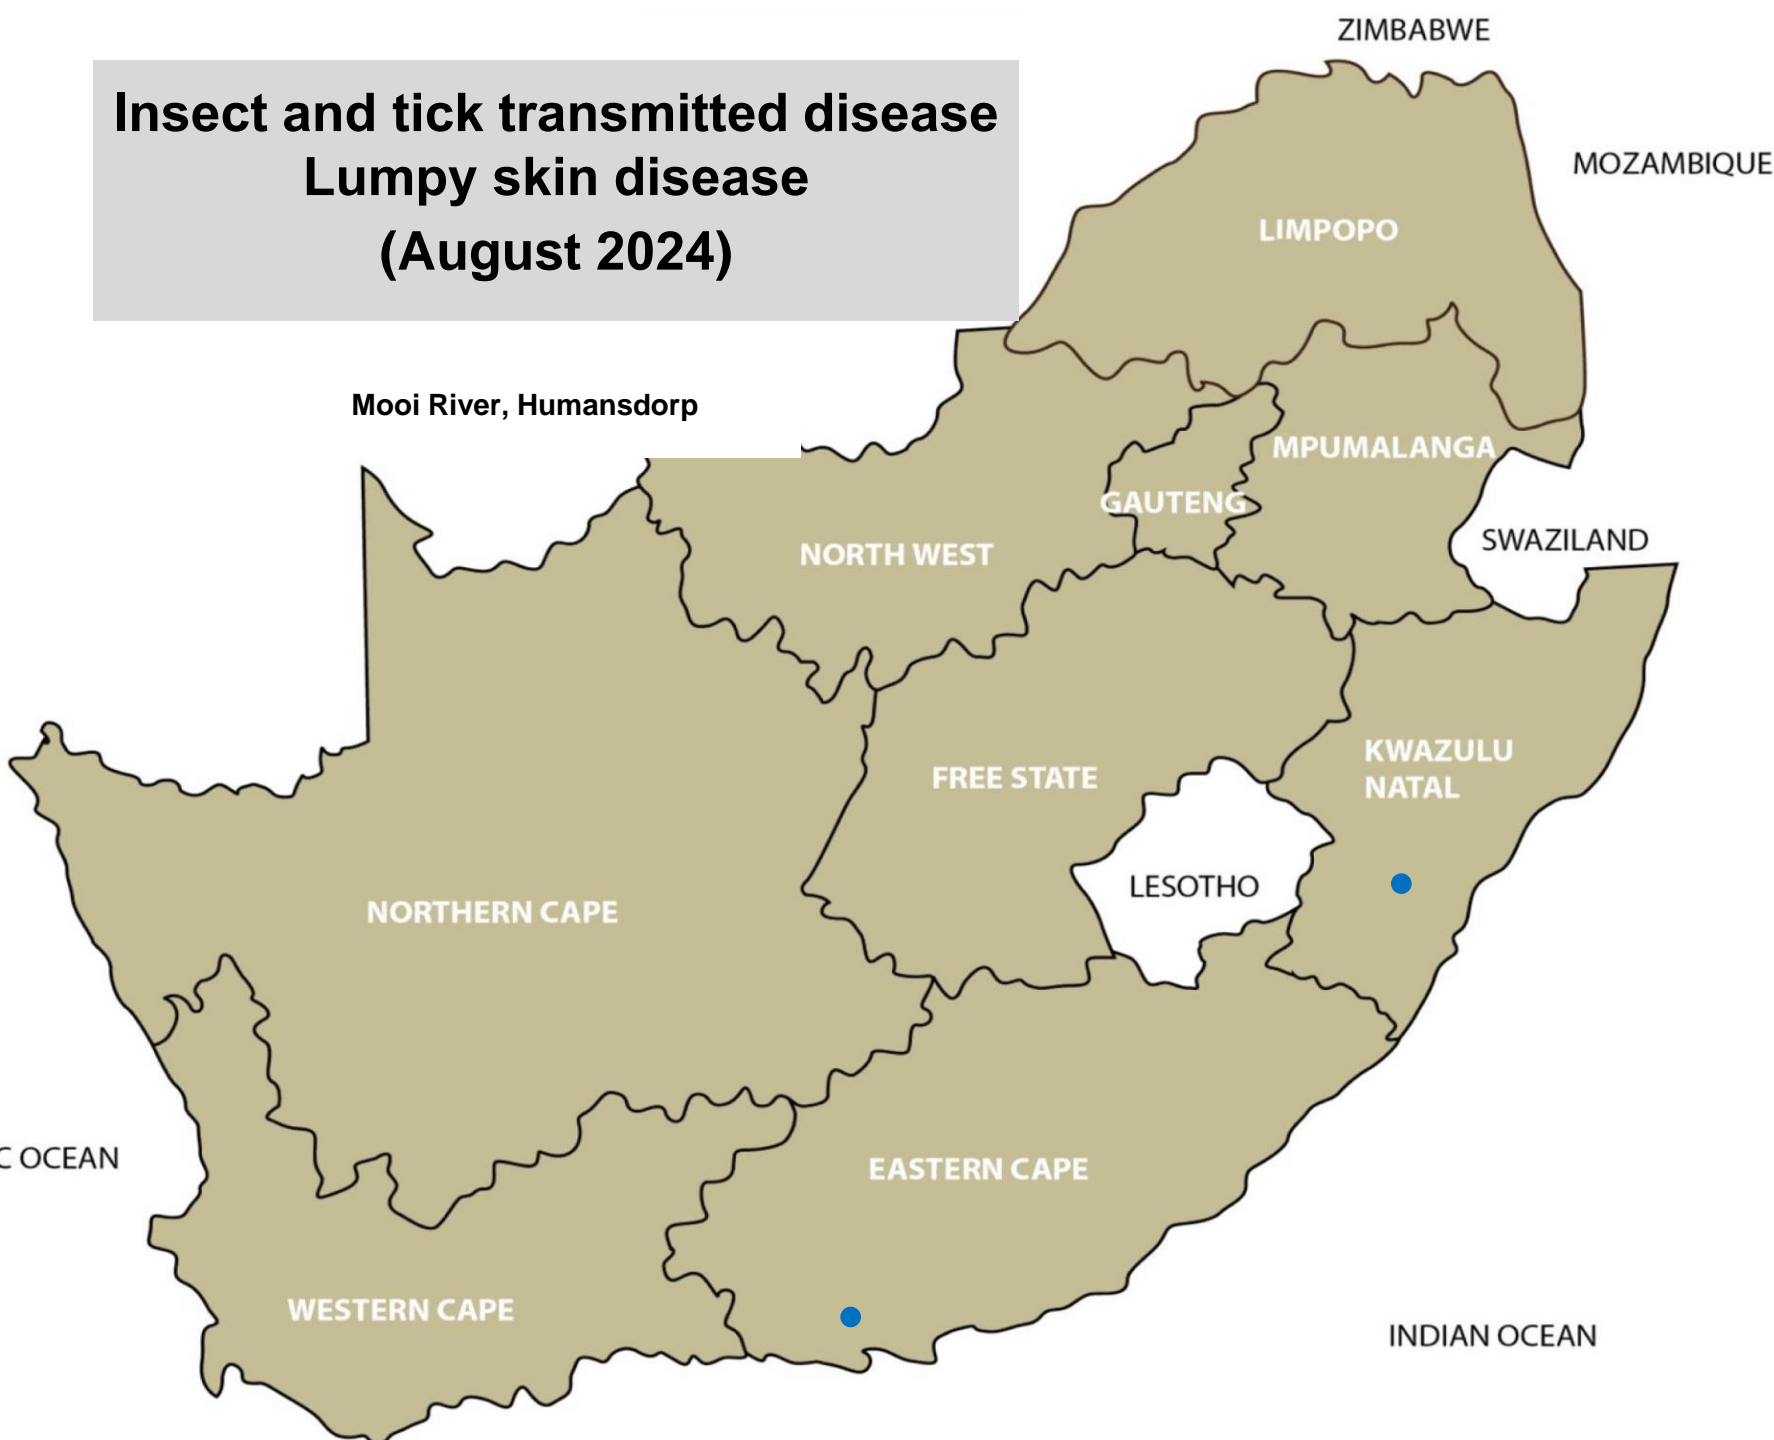 ZIMBABWE
Insect and tick transmitted disease
Lumpy skin disease
(August 2024)
MOZAMBIQUE
LIMPOPO
Mooi River, Humansdorp
MPUMALANGA
GAUTENG
SWAZILAND
NORTH WEST
KWAZULU
NATAL
FREE STATE
LESOTHO
NORTHERN CAPE
C OCEAN
EASTERN CAPE
WESTERN CAPE
INDIAN OCEAN